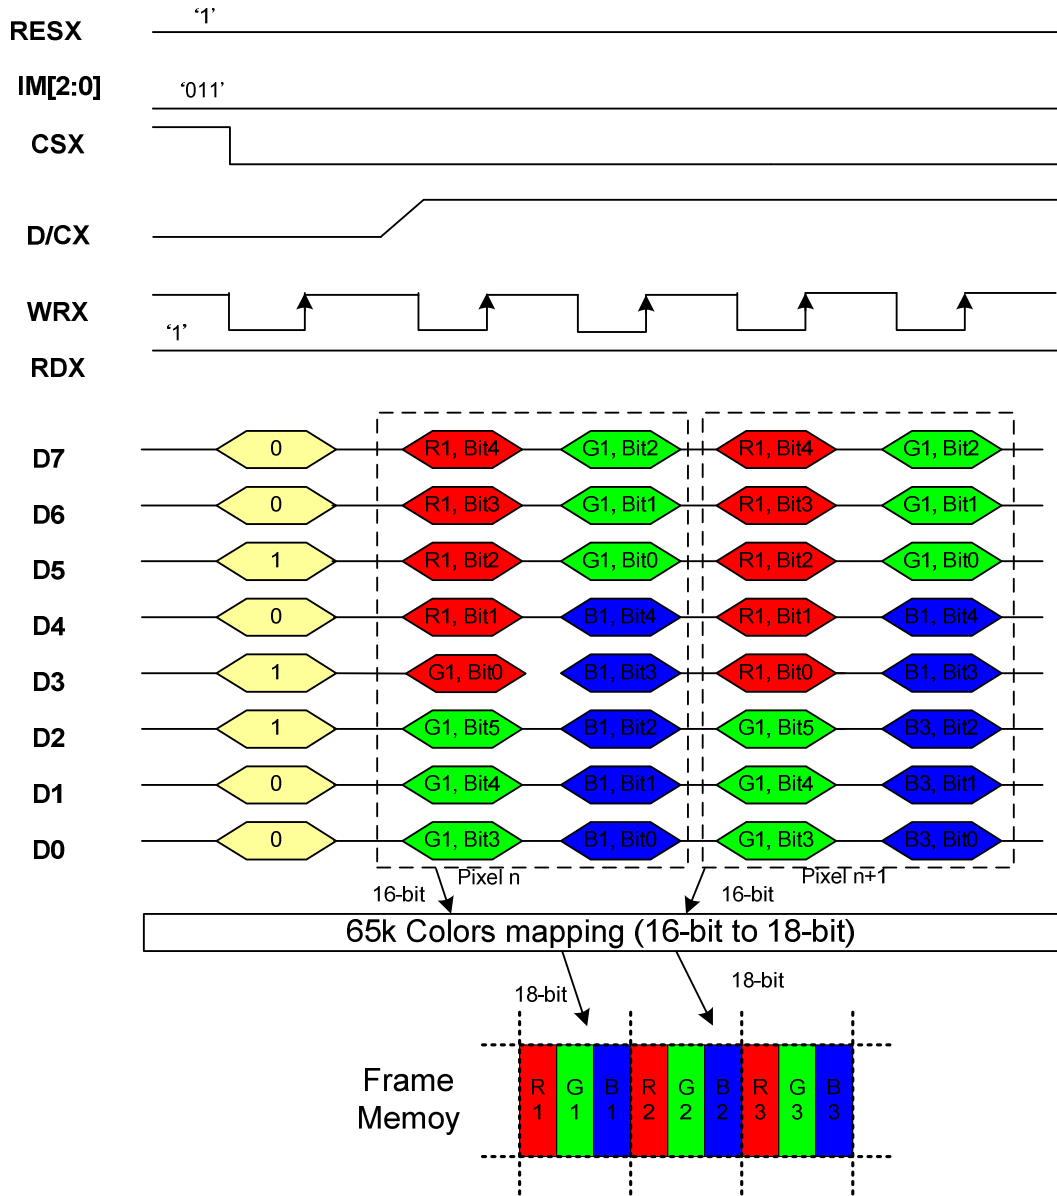 RESX ‘1’
IM[2:0] ‘011’
CSX
D/CX
WRX
‘1’
RDX
D7 0 R1, Bit4 G1, Bit2 R1, Bit4 G1, Bit2
D6 0 R1, Bit3 G1, Bit1 R1, Bit3 G1, Bit1
D5 1 R1, Bit2 G1, Bit0 R1, Bit2 G1, Bit0
D4 0 R1, Bit1 B1, Bit4 R1, Bit1 B1, Bit4
D3 1 G1, Bit0 B1, Bit3 R1, Bit0 B1, Bit3
D2 1 G1, Bit5 B1, Bit2 G1, Bit5 B3, Bit2
D1 0 G1, Bit4 B1, Bit1 G1, Bit4 B3, Bit1
D0 0 G1, Bit3 B1, Bit0 G1, Bit3 B3, Bit0
Pixel n Pixel n+1
16-bit 16-bit
65k Colors mapping (16-bit to 18-bit)
18-bit 18-bit
Frame
Memoy
R G B R G B R G B
1 1 1 2 2 2 3 3 3